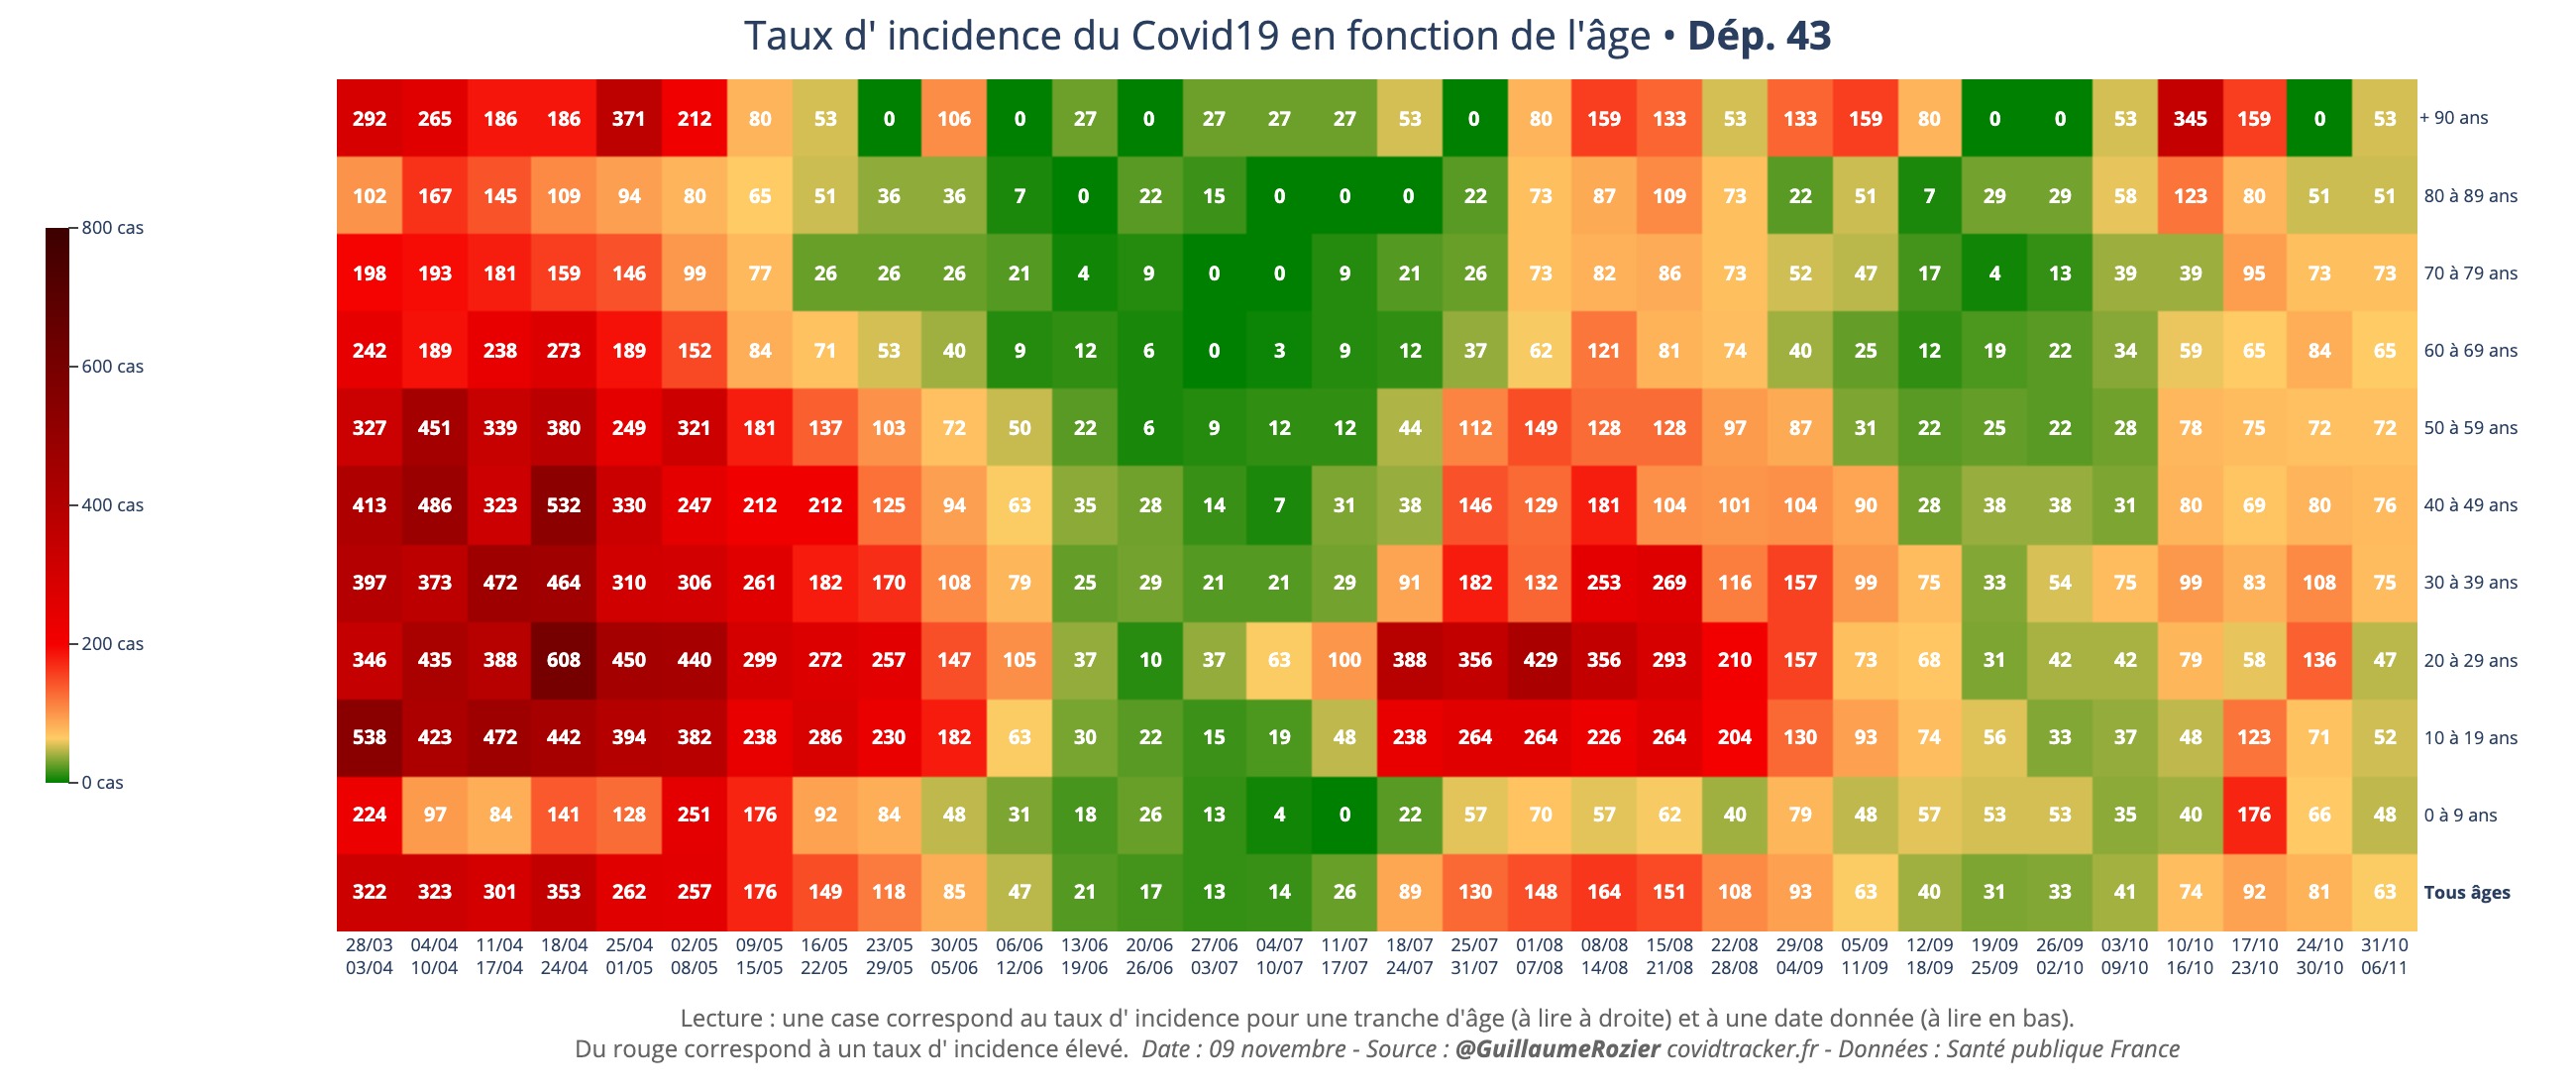 Taux d' incidence du Covid19 en fonction de l'âge • Dép. 43
292 265 186 186 371 212 80 53 0 106 0 27 0 27 27 27 53 0 80 159 133 53 133 159 80 0 0 53 345 159 0 53 + 90 ans
102 167 145 109 94 80 65 51 36 36 7 0 22 15 0 0 0 22 73 87 109 73 22 51 7 29 29 58 123 80 51 51 80 à 89 ans
800 cas
198 193 181 159 146 99 77 26 26 26 21 4 9 0 0 9 21 26 73 82 86 73 52 47 17 4 13 39 39 95 73 73 70 à 79 ans
242 189 238 273 189 152 84 71 53 40 9 12 6 0 3 9 12 37 62 121 81 74 40 25 12 19 22 34 59 65 84 65 60 à 69 ans
600 cas
327 451 339 380 249 321 181 137 103 72 50 22 6 9 12 12 44 112 149 128 128 97 87 31 22 25 22 28 78 75 72 72 50 à 59 ans
400 cas
413 486 323 532 330 247 212 212 125 94 63 35 28 14 7 31 38 146 129 181 104 101 104 90 28 38 38 31 80 69 80 76 40 à 49 ans
397 373 472 464 310 306 261 182 170 108 79 25 29 21 21 29 91 182 132 253 269 116 157 99 75 33 54 75 99 83 108 75 30 à 39 ans
200 cas
346 435 388 608 450 440 299 272 257 147 105 37 10 37 63 100 388 356 429 356 293 210 157 73 68 31 42 42 79 58 136 47 20 à 29 ans
538 423 472 442 394 382 238 286 230 182 63 30 22 15 19 48 238 264 264 226 264 204 130 93 74 56 33 37 48 123 71 52 10 à 19 ans
0 cas
224 97 84 141 128 251 176 92 84 48 31 18 26 13 4 0 22 57 70 57 62 40 79 48 57 53 53 35 40 176 66 48 0 à 9 ans
322 323 301 353 262 257 176 149 118 85 47 21 17 13 14 26 89 130 148 164 151 108 93 63 40 31 33 41 74 92 81 63 Tous âges
28/03 04/04 11/04 18/04 25/04 02/05 09/05 16/05 23/05 30/05 06/06 13/06 20/06 27/06 04/07 11/07 18/07 25/07 01/08 08/08 15/08 22/08 29/08 05/09 12/09 19/09 26/09 03/10 10/10 17/10 24/10 31/10
03/04 10/04 17/04 24/04 01/05 08/05 15/05 22/05 29/05 05/06 12/06 19/06 26/06 03/07 10/07 17/07 24/07 31/07 07/08 14/08 21/08 28/08 04/09 11/09 18/09 25/09 02/10 09/10 16/10 23/10 30/10 06/11
Lecture : une case correspond au taux d' incidence pour une tranche d'âge (à lire à droite) et à une date donnée (à lire en bas).
Du rouge correspond à un taux d' incidence élevé. Date : 09 novembre - Source : @GuillaumeRozier covidtracker.fr - Données : Santé publique France